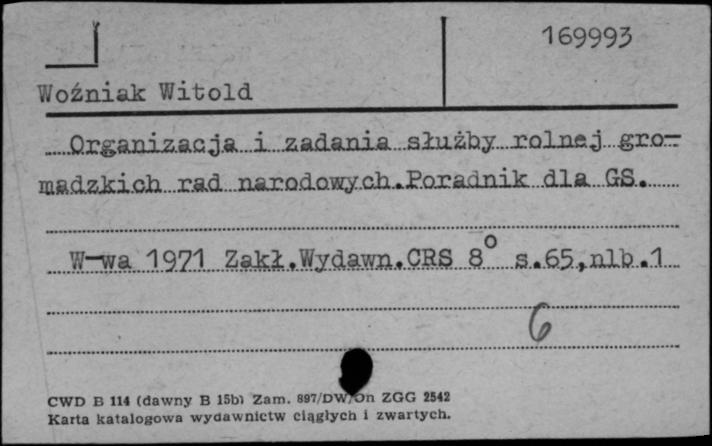 169993
Woźniak Witold
Organizacja i zadania służby rolnej gro-
madzkich rad narodowych.Poradnik dla GS.
W-wa 1971 Zakł.Wydawn.CRS 8° s.65,nlb.1
6
CWD B 114 (dawny B 15b) Zam. 897/DW/On ZGG 2542
Karta katalogowa wydawnictw ciągłych i zwartych.